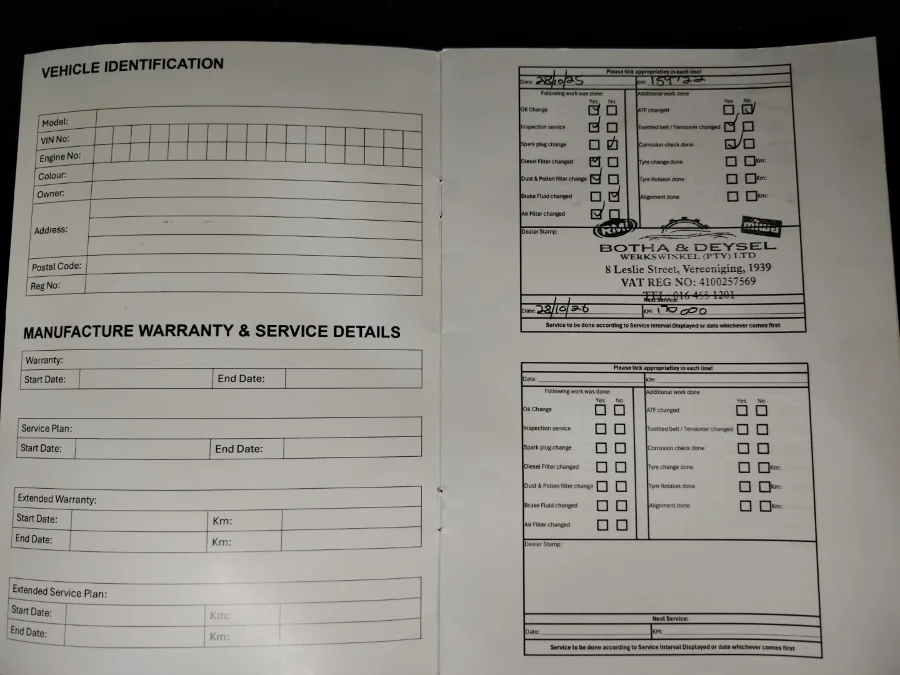 VEHICLE IDENTIFICATION
Model:
VIN No:
Engine No:
Colour:
Owner:
Address:
Postal Code:
Reg No:
MANUFACTURE WARRANTY & SERVICE DETAILS
Warranty:
Start Date: End Date:
Service Plan:
Start Date: End Date:
Extended Warranty:
Start Date: Km:
End Date: Km:
Extended Service Plan:
Start Date: Km:
End Date: Km:
Please tick appropriatley in each line!
Date: 28/10/25 KM: 159722
Following work was done: Additional work done
Yes No Yes No
Oil Change ATF changed
Inspection service Toothed belt / Tensioner changed
Spark plug change Corrosion check done
Diesel Filter changed Tyre change done Km:
Dust & Pollen filter change Tyre Rotaion done Km:
Brake Fluid changed Alignment done Km:
Air Filter changed
Dealer Stamp:
RMI miwa
BOTHA & DEYSEL
WERKSWINKEL (PTY) LTD
8 Leslie Street, Vereeniging, 1939
VAT REG NO: 4100257569
TEL: 016 455 1201
Next Service:
Date: 28/10/26 KM: 170 000
Service to be done according to Service Interval Displayed or date whichever comes first
Please tick appropriatley in each line!
Date: KM:
Following work was done: Additional work done
Yes No Yes No
Oil Change ATF changed
Inspection service Toothed belt / Tensioner changed
Spark plug change Corrosion check done
Diesel Filter changed Tyre change done Km:
Dust & Pollen filter change Tyre Rotaion done Km:
Brake Fluid changed Alignment done Km:
Air Filter changed
Dealer Stamp:
Next Service:
Date: KM:
Service to be done according to Service Interval Displayed or date whichever comes first